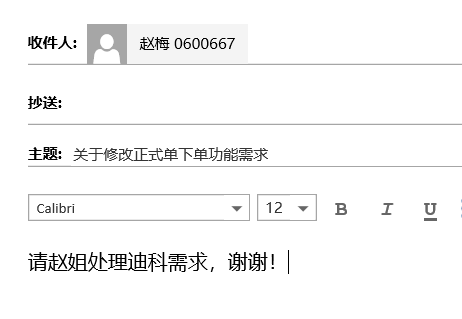 收件人: 赵梅 0600667
抄送:
主题: 关于修改正式单下单功能需求
Calibri 12 B I U
请赵姐处理迪科需求，谢谢！